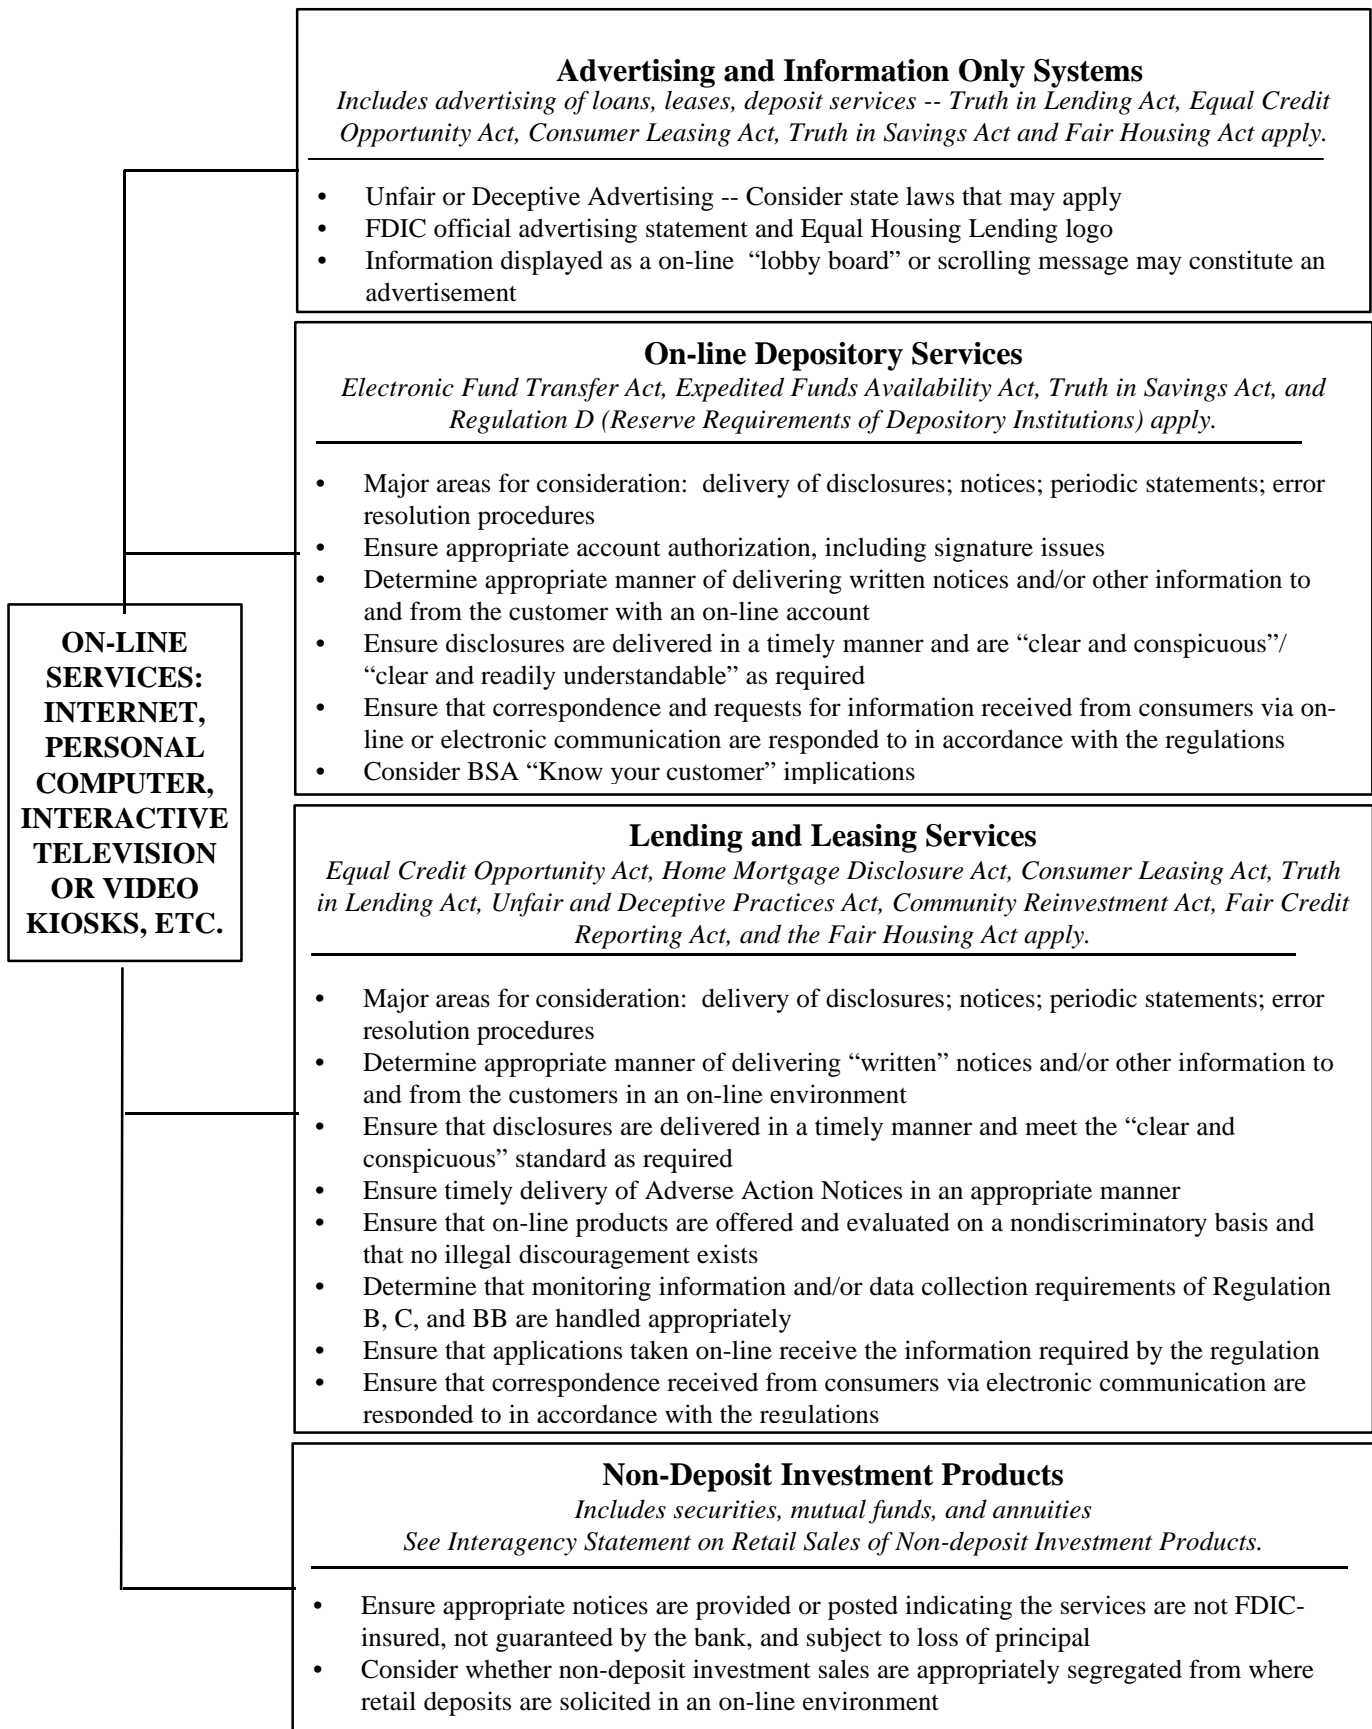 Advertising and Information Only Systems
Includes advertising of loans, leases, deposit services -- Truth in Lending Act, Equal Credit
Opportunity Act, Consumer Leasing Act, Truth in Savings Act and Fair Housing Act apply.
• Unfair or Deceptive Advertising -- Consider state laws that may apply
• FDIC official advertising statement and Equal Housing Lending logo
• Information displayed as a on-line “lobby board” or scrolling message may constitute an
advertisement
On-line Depository Services
Electronic Fund Transfer Act, Expedited Funds Availability Act, Truth in Savings Act, and
Regulation D (Reserve Requirements of Depository Institutions) apply.
• Major areas for consideration: delivery of disclosures; notices; periodic statements; error
resolution procedures
• Ensure appropriate account authorization, including signature issues
• Determine appropriate manner of delivering written notices and/or other information to
and from the customer with an on-line account
• Ensure disclosures are delivered in a timely manner and are “clear and conspicuous”/
“clear and readily understandable” as required
• Ensure that correspondence and requests for information received from consumers via on-
line or electronic communication are responded to in accordance with the regulations
• Consider BSA “Know your customer” implications
ON-LINE
SERVICES:
INTERNET,
PERSONAL
COMPUTER,
INTERACTIVE
TELEVISION
OR VIDEO
KIOSKS, ETC.
Lending and Leasing Services
Equal Credit Opportunity Act, Home Mortgage Disclosure Act, Consumer Leasing Act, Truth
in Lending Act, Unfair and Deceptive Practices Act, Community Reinvestment Act, Fair Credit
Reporting Act, and the Fair Housing Act apply.
• Major areas for consideration: delivery of disclosures; notices; periodic statements; error
resolution procedures
• Determine appropriate manner of delivering “written” notices and/or other information to
and from the customers in an on-line environment
• Ensure that disclosures are delivered in a timely manner and meet the “clear and
conspicuous” standard as required
• Ensure timely delivery of Adverse Action Notices in an appropriate manner
• Ensure that on-line products are offered and evaluated on a nondiscriminatory basis and
that no illegal discouragement exists
• Determine that monitoring information and/or data collection requirements of Regulation
B, C, and BB are handled appropriately
• Ensure that applications taken on-line receive the information required by the regulation
• Ensure that correspondence received from consumers via electronic communication are
responded to in accordance with the regulations
Non-Deposit Investment Products
Includes securities, mutual funds, and annuities
See Interagency Statement on Retail Sales of Non-deposit Investment Products.
• Ensure appropriate notices are provided or posted indicating the services are not FDIC-
insured, not guaranteed by the bank, and subject to loss of principal
• Consider whether non-deposit investment sales are appropriately segregated from where
retail deposits are solicited in an on-line environment